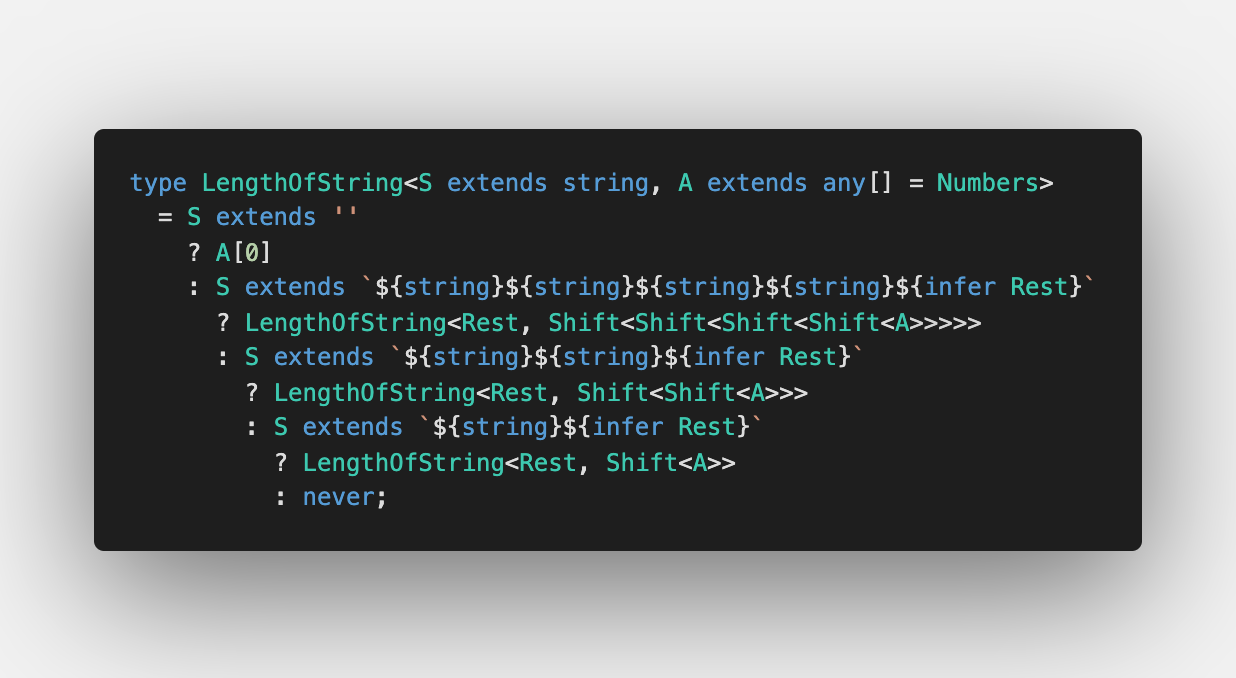 type LengthOfString<S extends string, A extends any[] = Numbers>
  = S extends ''
    ? A[0]
    : S extends `${string}${string}${string}${string}${infer Rest}`
      ? LengthOfString<Rest, Shift<Shift<Shift<Shift<A>>>>>
      : S extends `${string}${string}${infer Rest}`
        ? LengthOfString<Rest, Shift<Shift<A>>>
        : S extends `${string}${infer Rest}`
          ? LengthOfString<Rest, Shift<A>>
          : never;